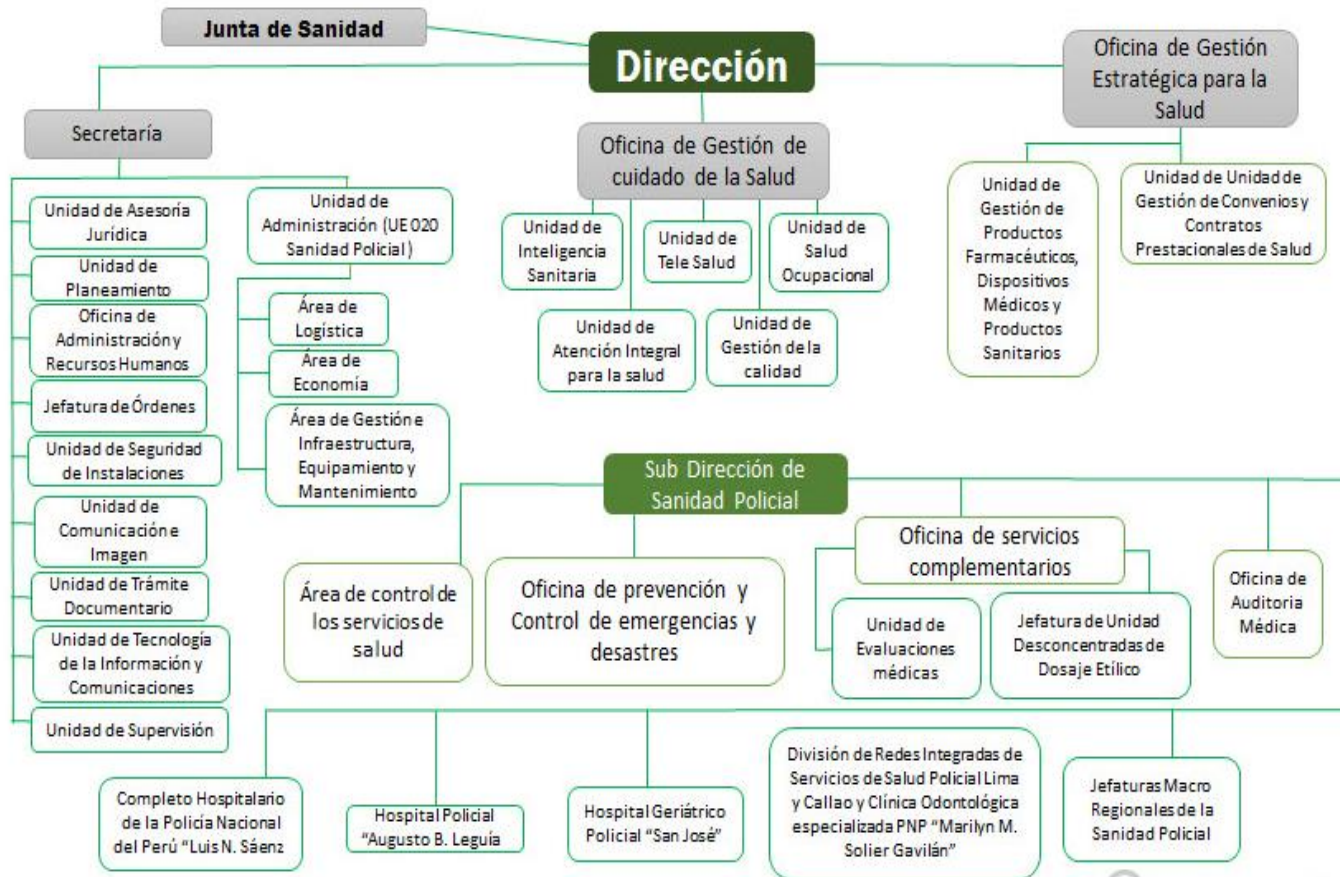 Junta de Sanidad
Dirección
Oficina de Gestión
Estratégica para la
Salud
Secretaría
Oficina de Gestión de
cuidado de la Salud
Unidad de Asesoría
Jurídica
Unidad de
Planeamiento
Oficina de
Administración y
Recursos Humanos
Jefatura de Órdenes
Unidad de Seguridad
de Instalaciones
Unidad de
Comunicación e
Imagen
Unidad de Trámite
Documentario
Unidad de Tecnología
de la Información y
Comunicaciones
Unidad de Supervisión
Unidad de
Administración (UE 020
Sanidad Policial)
Área de
Logística
Área de
Economía
Área de Gestión e
Infraestructura,
Equipamiento y
Mantenimiento
Unidad de
Inteligencia
Sanitaria
Unidad de
Tele Salud
Unidad de
Salud
Ocupacional
Unidad de
Atención Integral
para la salud
Unidad de
Gestión de la
calidad
Unidad de
Gestión de
Productos
Farmacéuticos,
Dispositivos
Médicos y
Productos
Sanitarios
Unidad de Unidad de
Gestión de Convenios y
Contratos
Prestacionales de Salud
Sub Dirección de
Sanidad Policial
Área de control de
los servicios de
salud
Oficina de prevención y
Control de emergencias y
desastres
Oficina de servicios
complementarios
Unidad de
Evaluaciones
médicas
Jefatura de Unidad
Desconcentradas de
Dosaje Etílico
Oficina de
Auditoria
Médica
Completo Hospitalario
de la Policía Nacional
del Perú "Luis N. Sáenz
Hospital Policial
"Augusto B. Leguía
Hospital Geriátrico
Policial "San José"
División de Redes Integradas de
Servicios de Salud Policial Lima
y Callao y Clínica Odontológica
especializada PNP "Marilyn M.
Solier Gavilán"
Jefaturas Macro
Regionales de la
Sanidad Policial